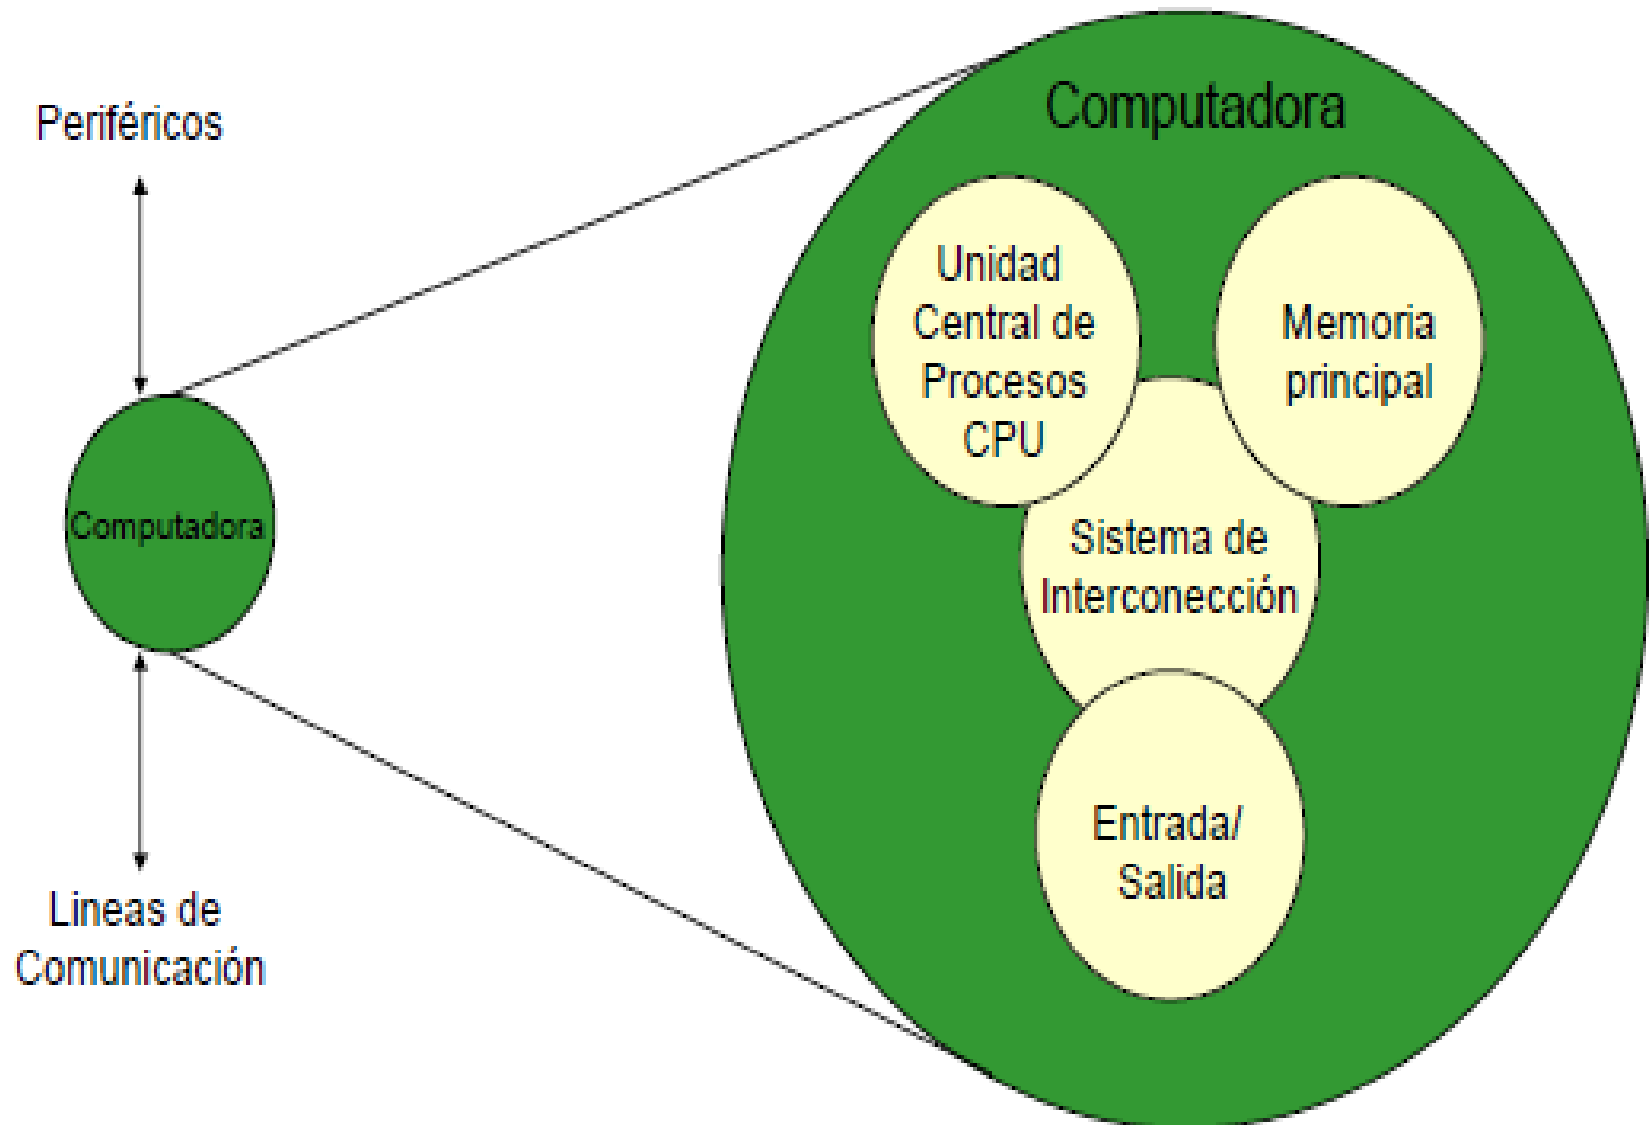 Periféricos
Computadora
Lineas de
Comunicación
Computadora
Unidad
Central de
Procesos
CPU
Memoria
principal
Sistema de
Interconección
Entrada/
Salida